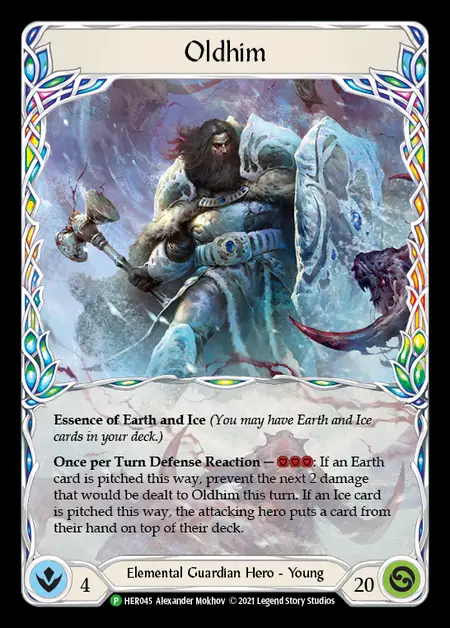 Oldhim
Essence of Earth and Ice (You may have Earth and Ice
cards in your deck.)
Once per Turn Defense Reaction — : If an Earth
card is pitched this way, prevent the next 2 damage
that would be dealt to Oldhim this turn. If an Ice card
is pitched this way, the attacking hero puts a card from
their hand on top of their deck.
4
Elemental Guardian Hero - Young
20
P HER045 Alexander Mokhov © 2021 Legend Story Studios